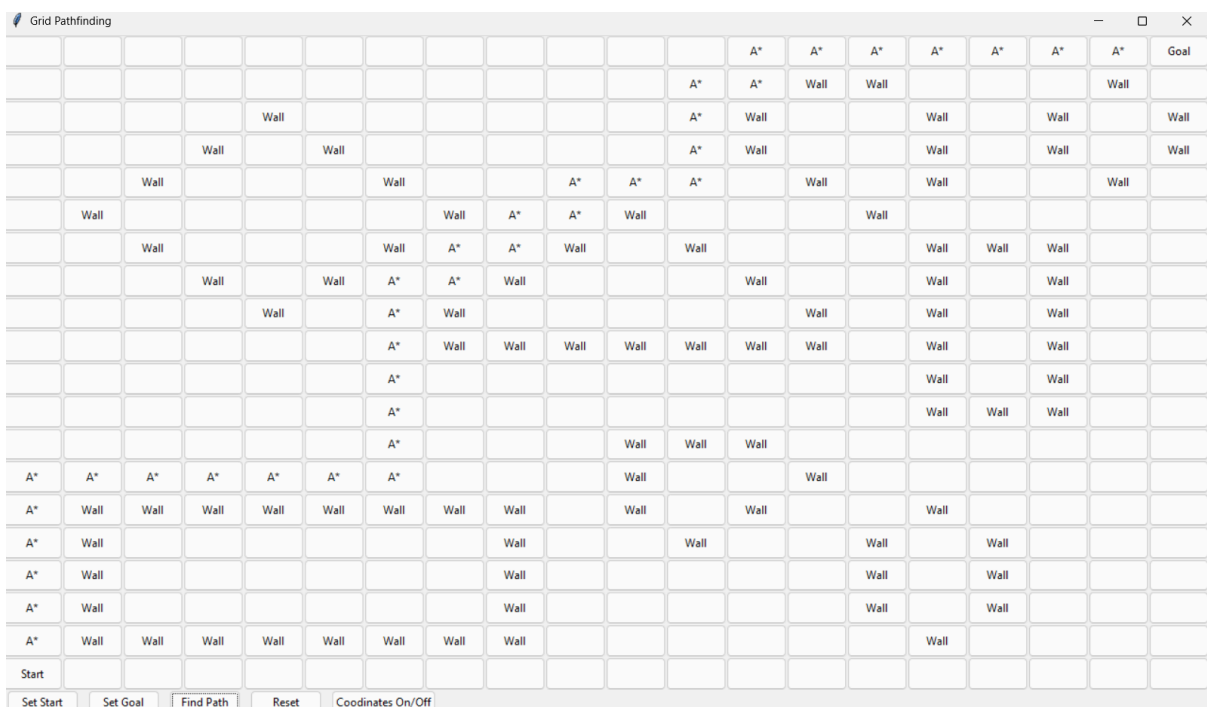 Grid Pathfinding
A* A* A* A* A* A* A* Goal
A* A* Wall Wall Wall
Wall A* Wall Wall Wall Wall
Wall Wall A* Wall Wall Wall Wall
Wall Wall A* A* A* Wall Wall Wall
Wall Wall A* A* Wall Wall
Wall Wall A* A* Wall Wall Wall Wall Wall
Wall Wall A* A* Wall Wall Wall Wall
Wall A* Wall Wall Wall Wall
A* Wall Wall Wall Wall Wall Wall Wall Wall Wall
A* Wall Wall
A* Wall Wall Wall
A* Wall Wall Wall
A* A* A* A* A* A* A* Wall Wall
A* Wall Wall Wall Wall Wall Wall Wall Wall Wall Wall Wall
A* Wall Wall Wall Wall Wall
A* Wall Wall Wall Wall
A* Wall Wall Wall Wall
A* Wall Wall Wall Wall Wall Wall Wall Wall Wall
Start
Set Start Set Goal Find Path Reset Coodinates On/Off